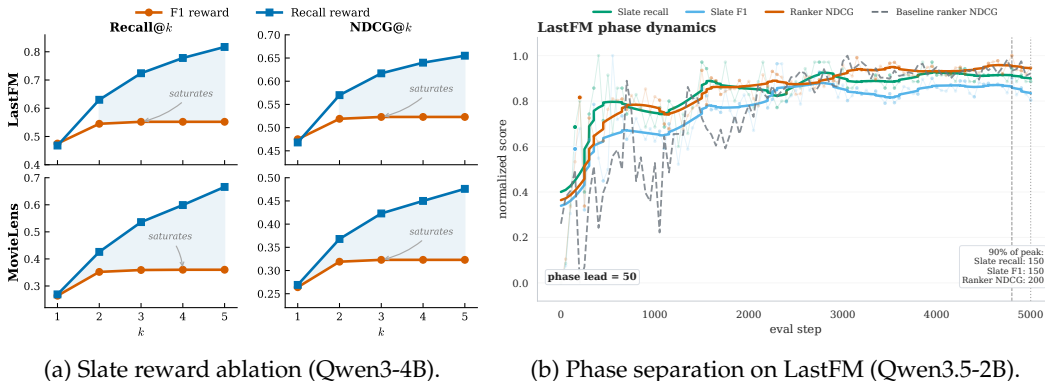 F1 reward
Recall reward
Recall@k
NDCG@k
LastFM
0.8
0.7
0.6
0.5
0.4
saturates
0.70
0.65
0.60
0.55
0.50
0.45
saturates
MovieLens
0.6
0.5
0.4
0.3
saturates
1 2 3 4 5
k
0.50
0.45
0.40
0.35
0.30
0.25
saturates
1 2 3 4 5
k
(a) Slate reward ablation (Qwen3-4B).
Slate recall
Slate F1
Ranker NDCG
Baseline ranker NDCG
LastFM phase dynamics
normalized score
1.0
0.8
0.6
0.4
0.2
0.0
phase lead = 50
90% of peak:
Slate recall: 150
Slate F1: 150
Ranker NDCG: 200
0 1000 2000 3000 4000 5000
eval step
(b) Phase separation on LastFM (Qwen3.5-2B).